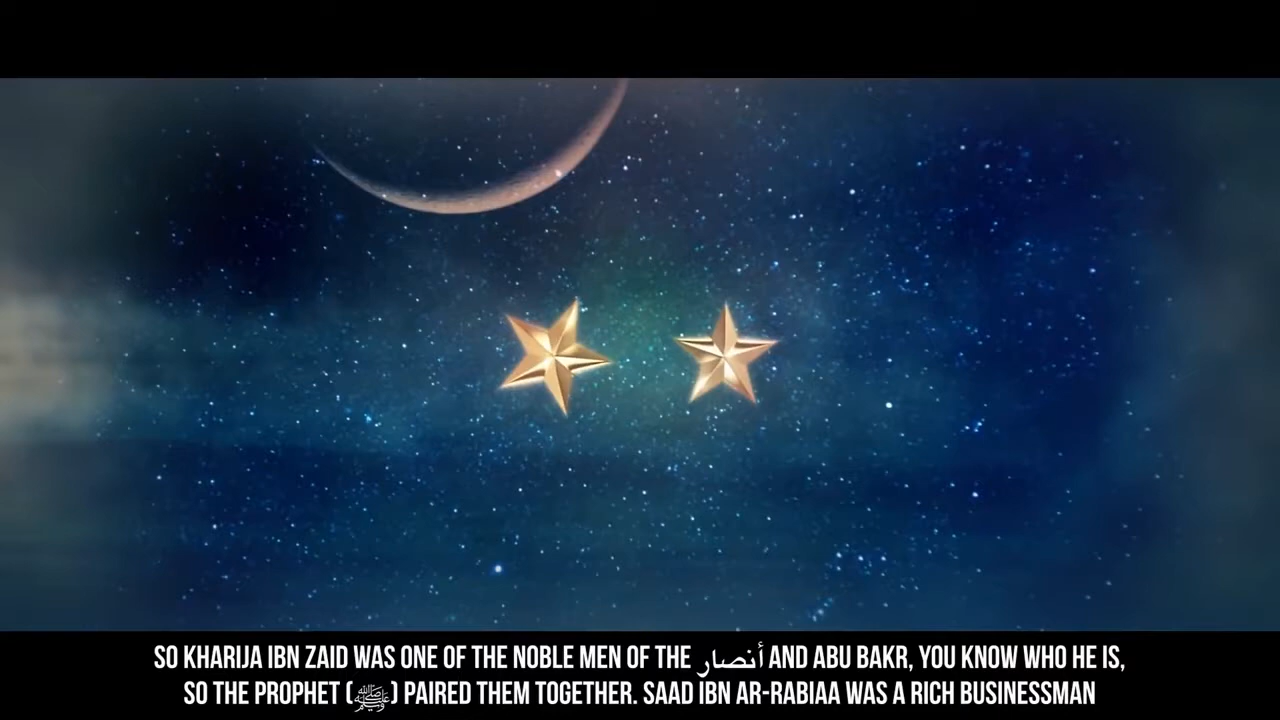 SO KHARIJA IBN ZAID WAS ONE OF THE NOBLE MEN OF THE أنصار AND ABU BAKR, YOU KNOW WHO HE IS,
SO THE PROPHET (ﷺ) PAIRED THEM TOGETHER. SAAD IBN AR-RABIAA WAS A RICH BUSINESSMAN